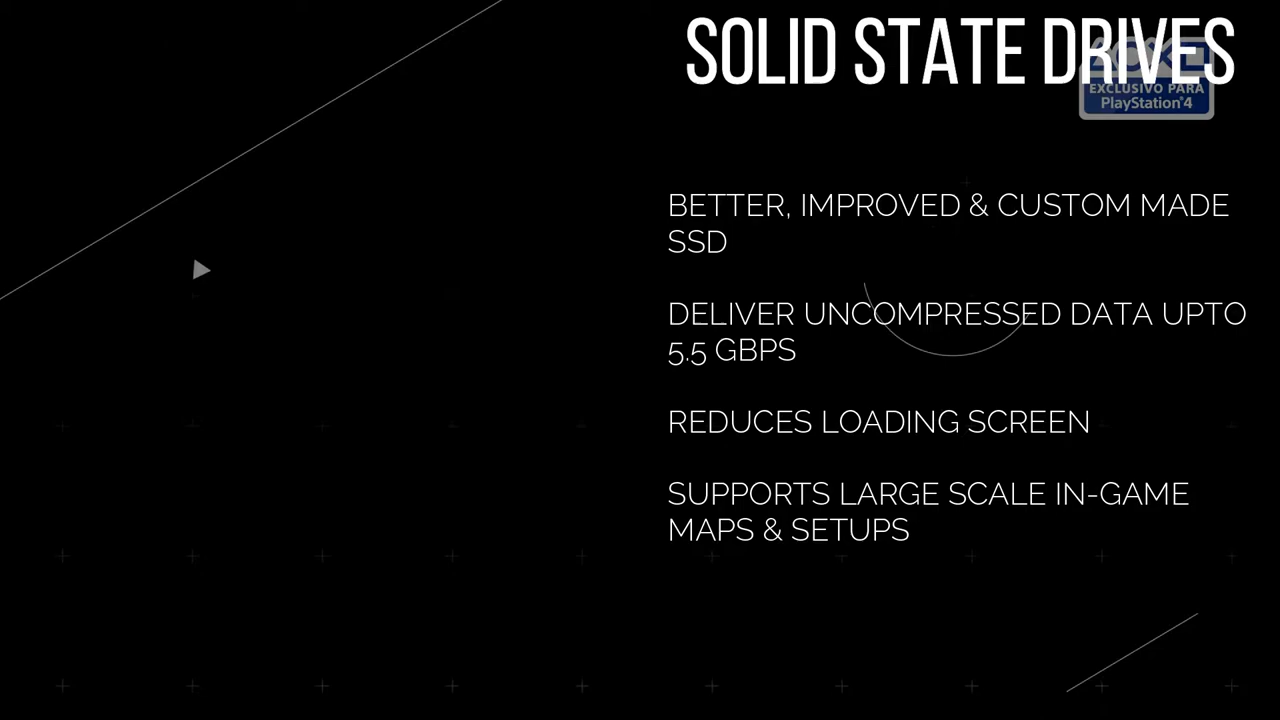 SOLID STATE DRIVES
EXCLUSIVO PARA
PlayStation®4
BETTER, IMPROVED & CUSTOM MADE
SSD
DELIVER UNCOMPRESSED DATA UPTO
5.5 GBPS
REDUCES LOADING SCREEN
SUPPORTS LARGE SCALE IN-GAME
MAPS & SETUPS